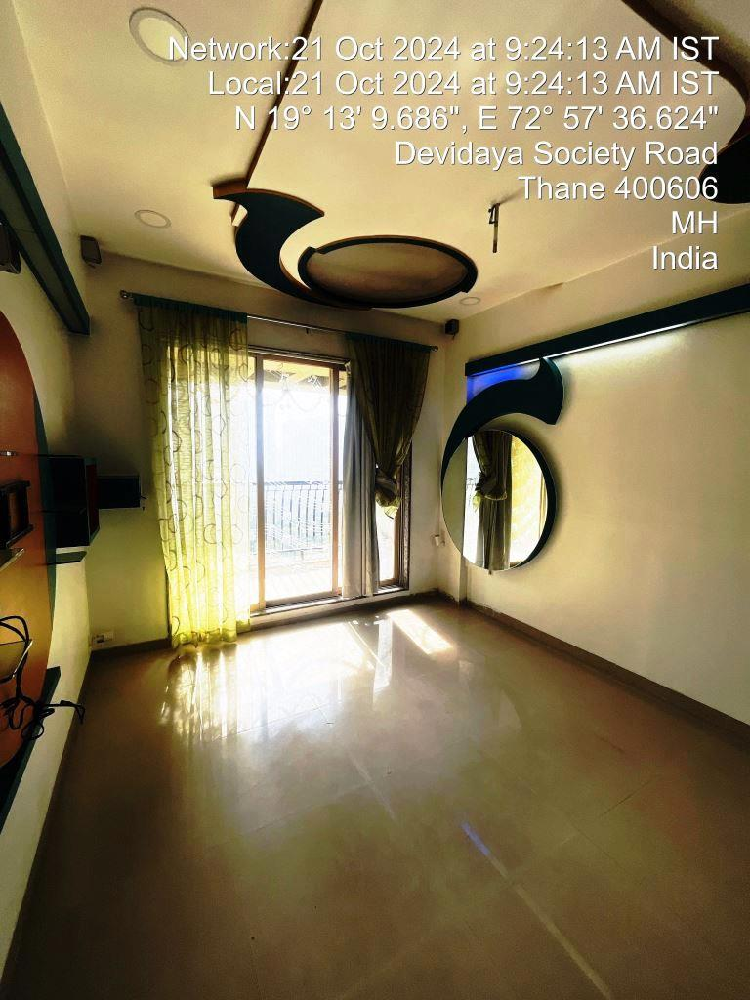 Network:21 Oct 2024 at 9:24:13 AM IST
Local:21 Oct 2024 at 9:24:13 AM IST
N 19° 13' 9.686", E 72° 57' 36.624"
Devidaya Society Road
Thane 400606
MH
India